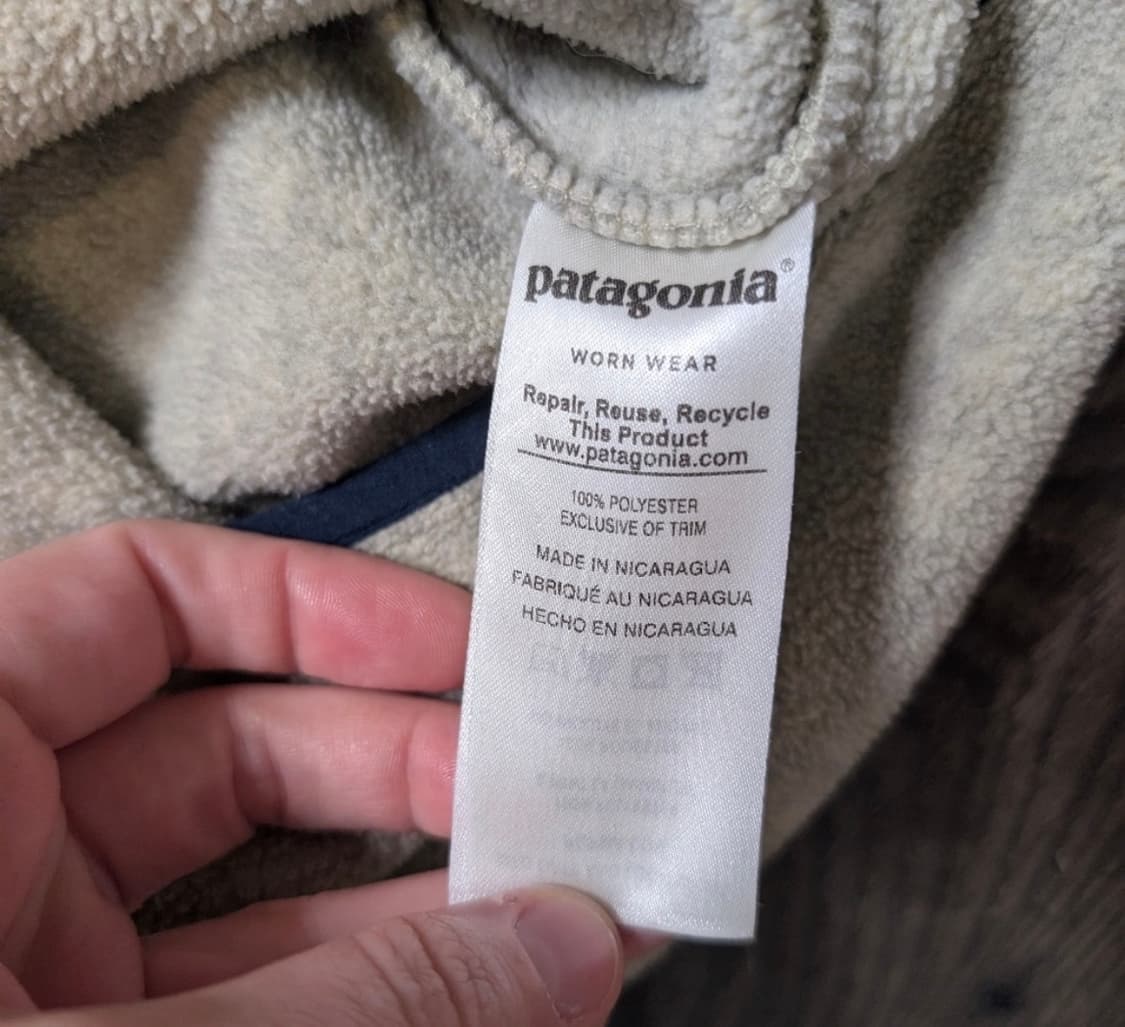 patagonia®
WORN WEAR
Repair, Reuse, Recycle
This Product
www.patagonia.com
100% POLYESTER
EXCLUSIVE OF TRIM
MADE IN NICARAGUA
FABRIQUÉ AU NICARAGUA
HECHO EN NICARAGUA